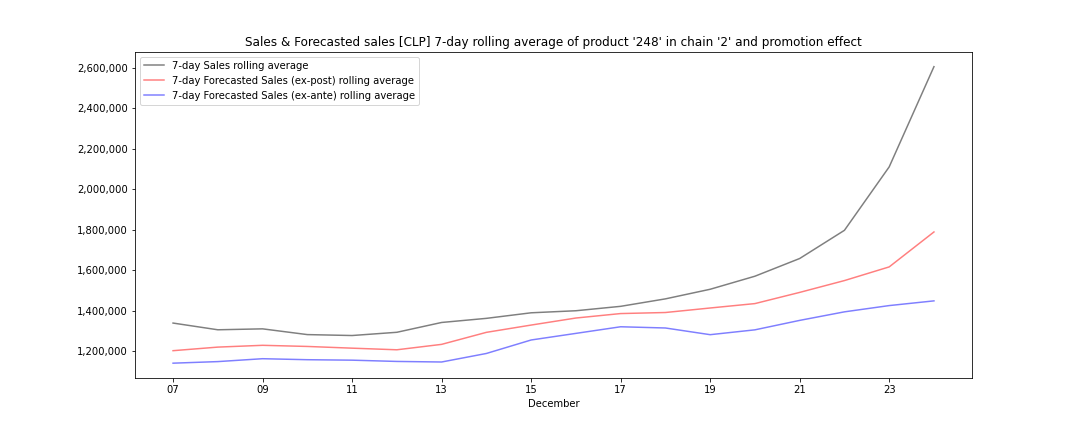 Sales & Forecasted sales [CLP] 7-day rolling average of product '248' in chain '2' and promotion effect
7-day Sales rolling average
7-day Forecasted Sales (ex-post) rolling average
7-day Forecasted Sales (ex-ante) rolling average
2,600,000
2,400,000
2,200,000
2,000,000
1,800,000
1,600,000
1,400,000
1,200,000
07 09 11 13 15 17 19 21 23
December